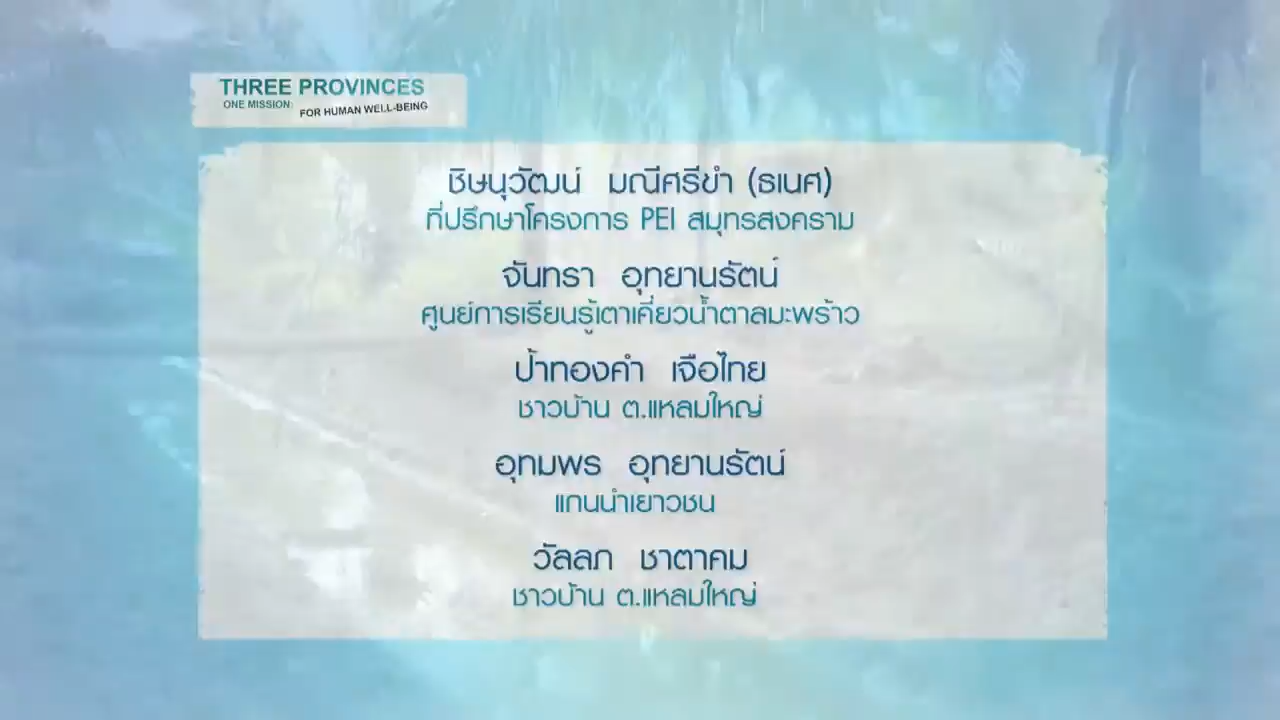 THREE PROVINCES
ONE MISSION: FOR HUMAN WELL-BEING
ชิษนุวัฒน์ มณีศรีขำ (ธเนศ)
ที่ปรึกษาโครงการ PEI สมุทรสงคราม
จันทรา อุทยานรัตน์
ศูนย์การเรียนรู้เตาเคี่ยวน้ำตาลมะพร้าว
ป้าทองคำ เจือไทย
ชาวบ้าน ต.แหลมใหญ่
อุทมพร อุทยานรัตน์
แกนนำเยาวชน
วัลลภ ชาตาคม
ชาวบ้าน ต.แหลมใหญ่